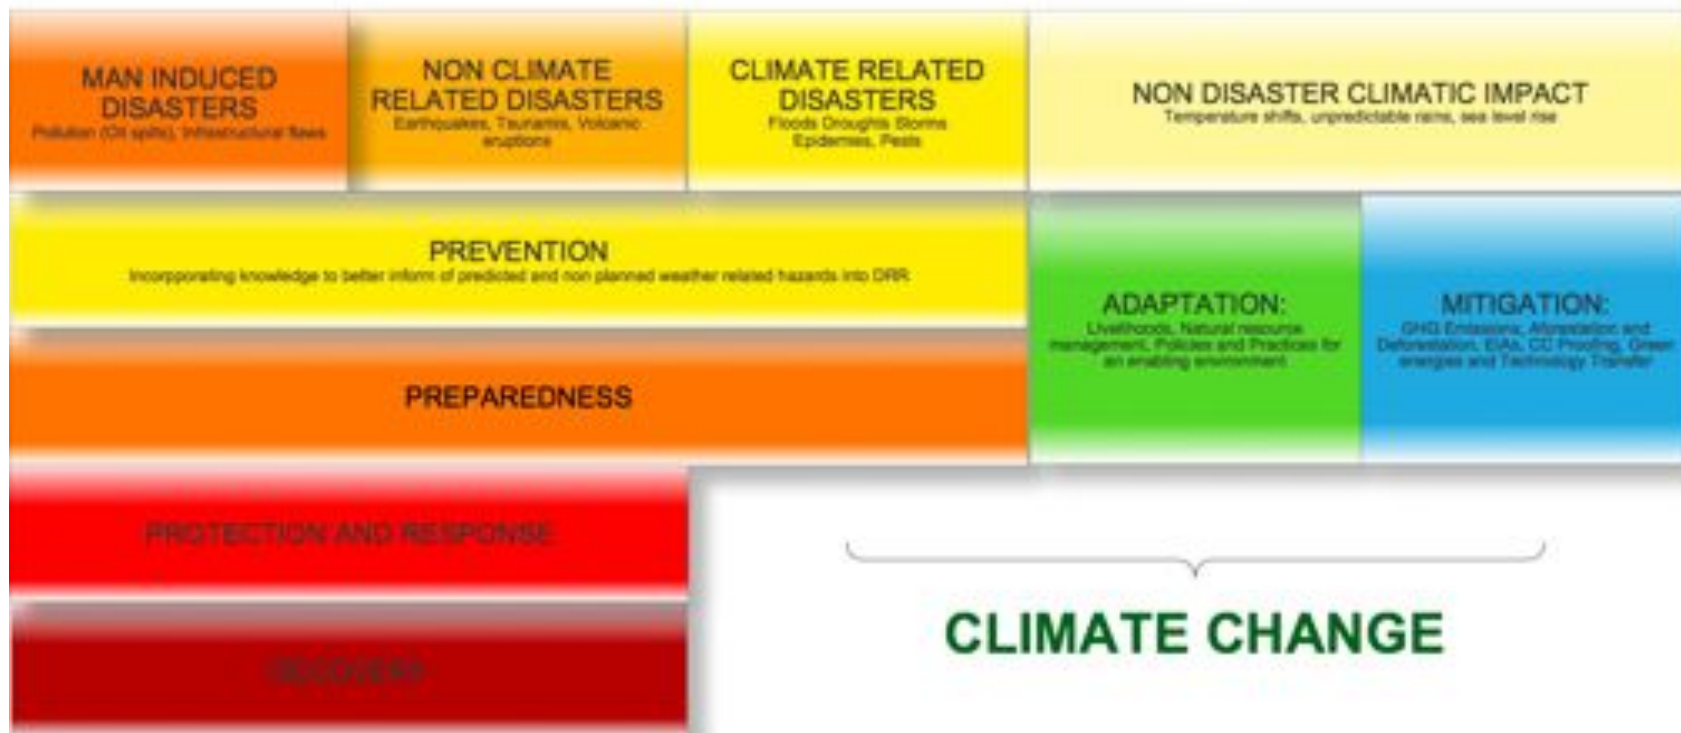 MAN INDUCED
DISASTERS
Pollution (Oil spills), Infrastructural flaws
NON CLIMATE
RELATED DISASTERS
Earthquakes, Tsunamis, Volcanic
eruptions
CLIMATE RELATED
DISASTERS
Floods Droughts Storms
Epidemies, Pests
NON DISASTER CLIMATIC IMPACT
Temperature shifts, unpredictable rains, sea level rise
PREVENTION
Incorpporating knowledge to better inform of predicted and non planned weather related hazards into DRR
PREPAREDNESS
ADAPTATION:
Livelihoods, Natural resource
management, Policies and Practices for
an enabling environment
MITIGATION:
GHG Emissions, Aforestation and
Deforestation, EIAs, CC Proofing, Green
energies and Technology Transfer
PROTECTION AND RESPONSE
RECOVERY
CLIMATE CHANGE